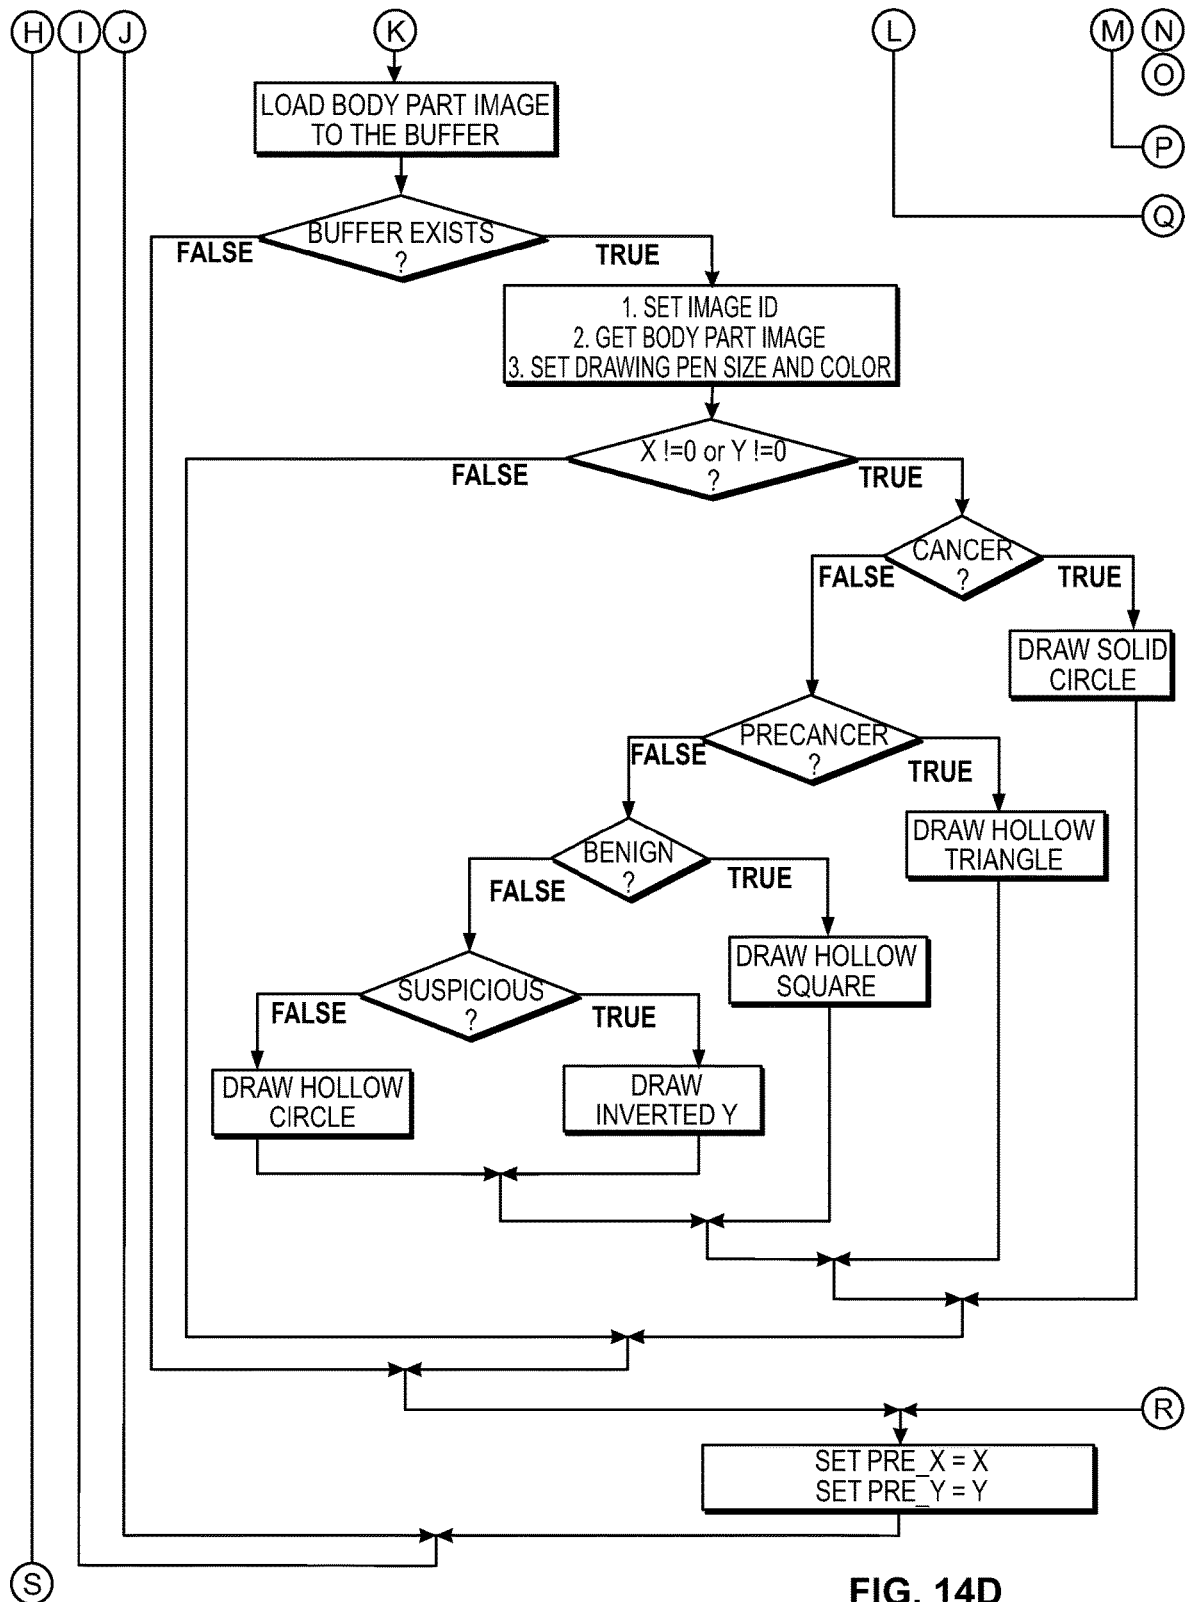 H I J K L M N
O
LOAD BODY PART IMAGE
TO THE BUFFER
P
Q
BUFFER EXISTS
?
FALSE
TRUE
1. SET IMAGE ID
2. GET BODY PART IMAGE
3. SET DRAWING PEN SIZE AND COLOR
X !=0 or Y !=0
?
FALSE
TRUE
CANCER
?
FALSE
TRUE
DRAW SOLID
CIRCLE
PRECANCER
?
FALSE
TRUE
DRAW HOLLOW
TRIANGLE
BENIGN
?
FALSE
TRUE
DRAW HOLLOW
SQUARE
SUSPICIOUS
?
FALSE
TRUE
DRAW HOLLOW
CIRCLE
DRAW
INVERTED Y
R
SET PRE_X = X
SET PRE_Y = Y
S
FIG. 14D